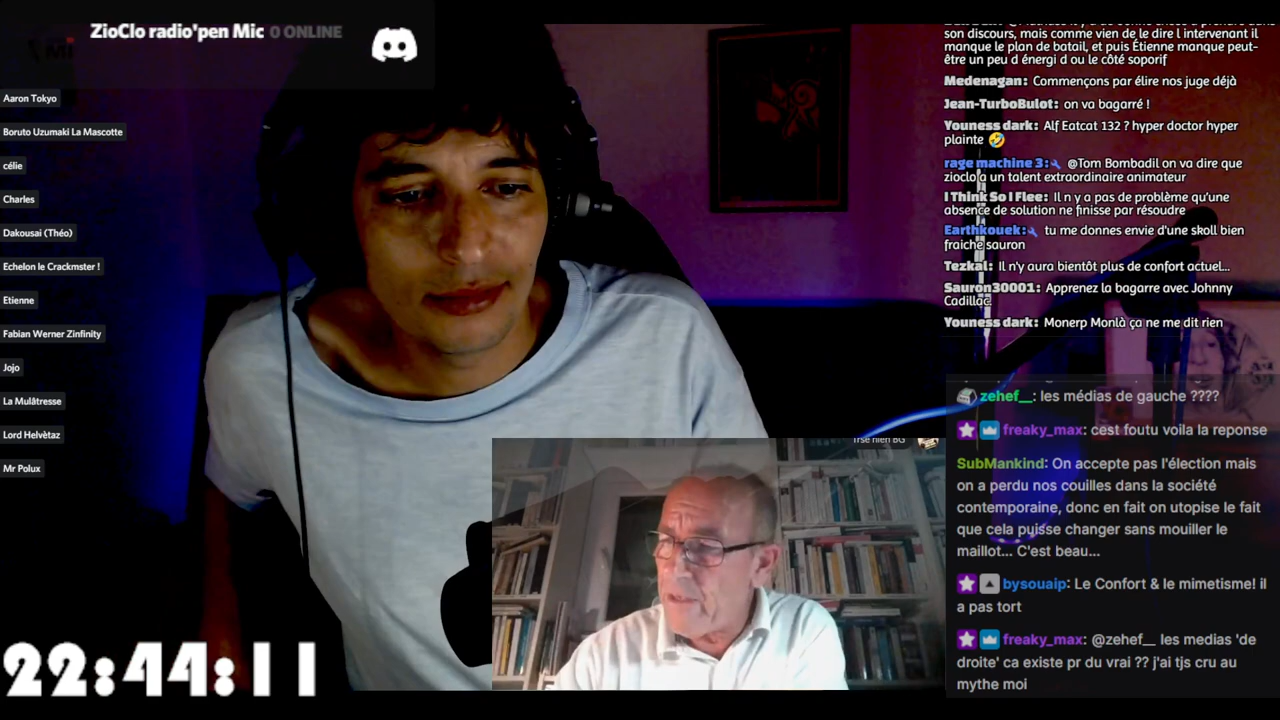 ZioClo radio'pen Mic 0 ONLINE
Aaron Tokyo
Boruto Uzumaki La Mascotte
célie
Charles
Dakousai (Théo)
Echelon le Crackmster !
Etienne
Fabian Werner Zinfinity
Jojo
La Mulâtresse
Lord Helvètaz
Mr Polux
22:44:11
son discours, mais comme vien de le dire l intervenant il
manque le plan de batail, et puis Étienne manque peut-
être un peu d énergi d ou le côté soporif
Medenagan: Commençons par élire nos juge déjà
Jean-TurboBulot: on va bagarré !
Youness dark: Alf Eatcat 132 ? hyper doctor hyper
plainte 🤣
rage machine 3: @Tom Bombadil on va dire que
zioclo a un talent extraordinaire animateur
I Think So I Flee: Il n y a pas de problème qu'une
absence de solution ne finisse par résoudre
Earthkouek: tu me donnes envie d'une skoll bien
fraiche sauron
Tezkal: Il n'y aura bientôt plus de confort actuel...
Sauron30001: Apprenez la bagarre avec Johnny
Cadillac.
Youness dark: Monerp Monlà ça ne me dit rien
zehef__: les médias de gauche ????
freaky_max: cest foutu voila la reponse
SubMankind: On accepte pas l'élection mais
on a perdu nos couilles dans la société
contemporaine, donc en fait on utopise le fait
que cela puisse changer sans mouiller le
maillot... C'est beau...
bysouaip: Le Confort & le mimetisme! il
a pas tort
freaky_max: @zehef__ les medias 'de
droite' ca existe pr du vrai ?? j'ai tjs cru au
mythe moi